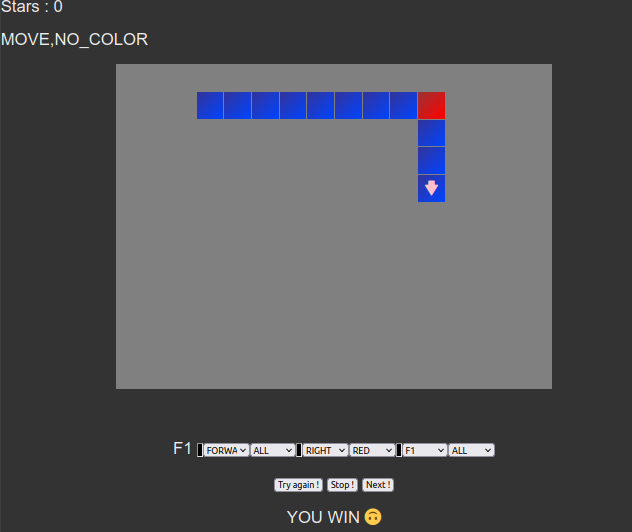 Stars : 0
MOVE,NO_COLOR
F1 FORWA ALL RIGHT RED F1 ALL
Try again ! Stop ! Next !
YOU WIN 🙃